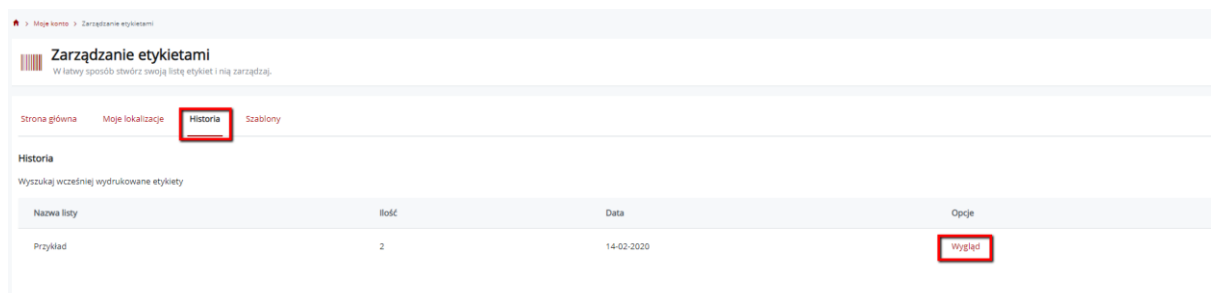 > Moje konto > Zarządzanie etykietami
Zarządzanie etykietami
W łatwy sposób stwórz swoją listę etykiet i nią zarządzaj.
Strona główna Moje lokalizacje Historia Szablony
Historia
Wyszukaj wcześniej wydrukowane etykiety
Nazwa listy Ilość Data Opcje
Przykład 2 14-02-2020 Wygląd